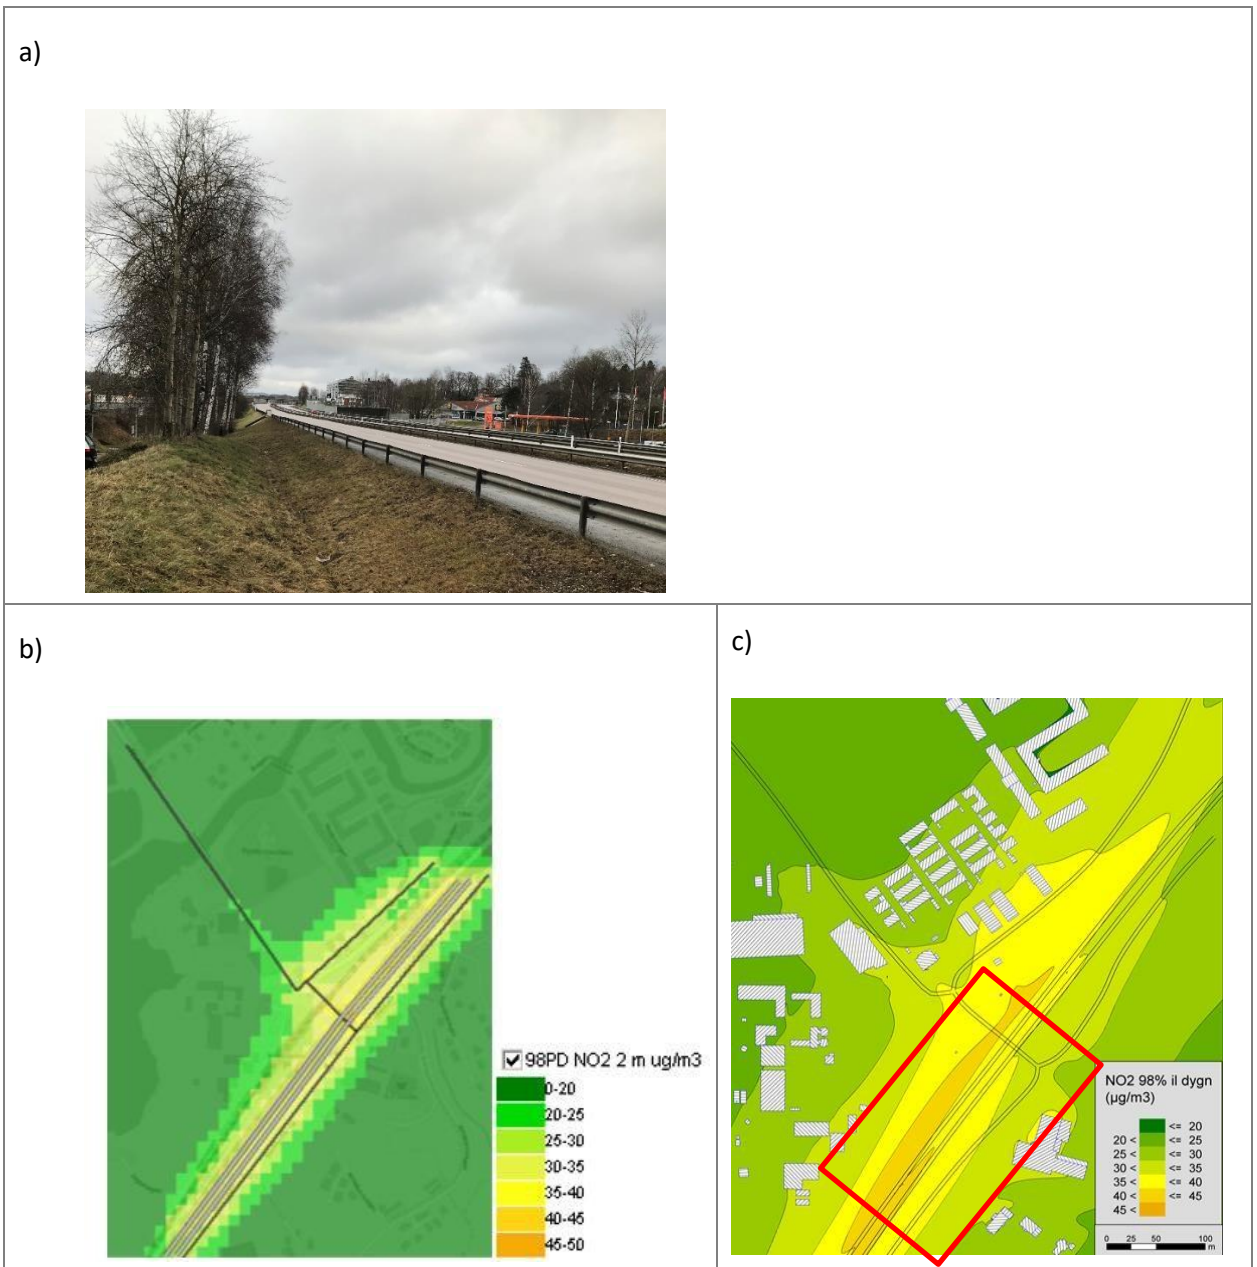 a)
b)
98PD NO2 2 m ug/m3
0-20
20-25
25-30
30-35
35-40
40-45
45-50
c)
NO2 98% il dygn
(µg/m3)
<= 20
20 < <= 25
25 < <= 30
30 < <= 35
35 < <= 40
40 < <= 45
45 <
0 25 50 100
m